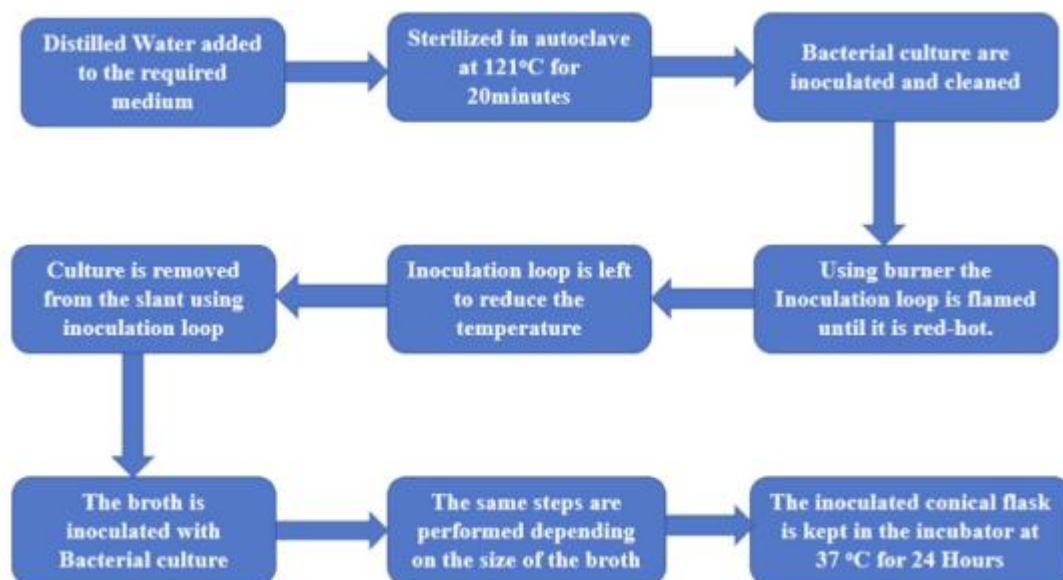 Distilled Water added
to the required
medium
Sterilized in autoclave
at 121°C for
20minutes
Bacterial culture are
inoculated and cleaned
Using burner the
Inoculation loop is flamed
until it is red-hot.
Inoculation loop is left
to reduce the
temperature
Culture is removed
from the slant using
inoculation loop
The broth is
inoculated with
Bacterial culture
The same steps are
performed depending
on the size of the broth
The inoculated conical flask
is kept in the incubator at
37 °C for 24 Hours